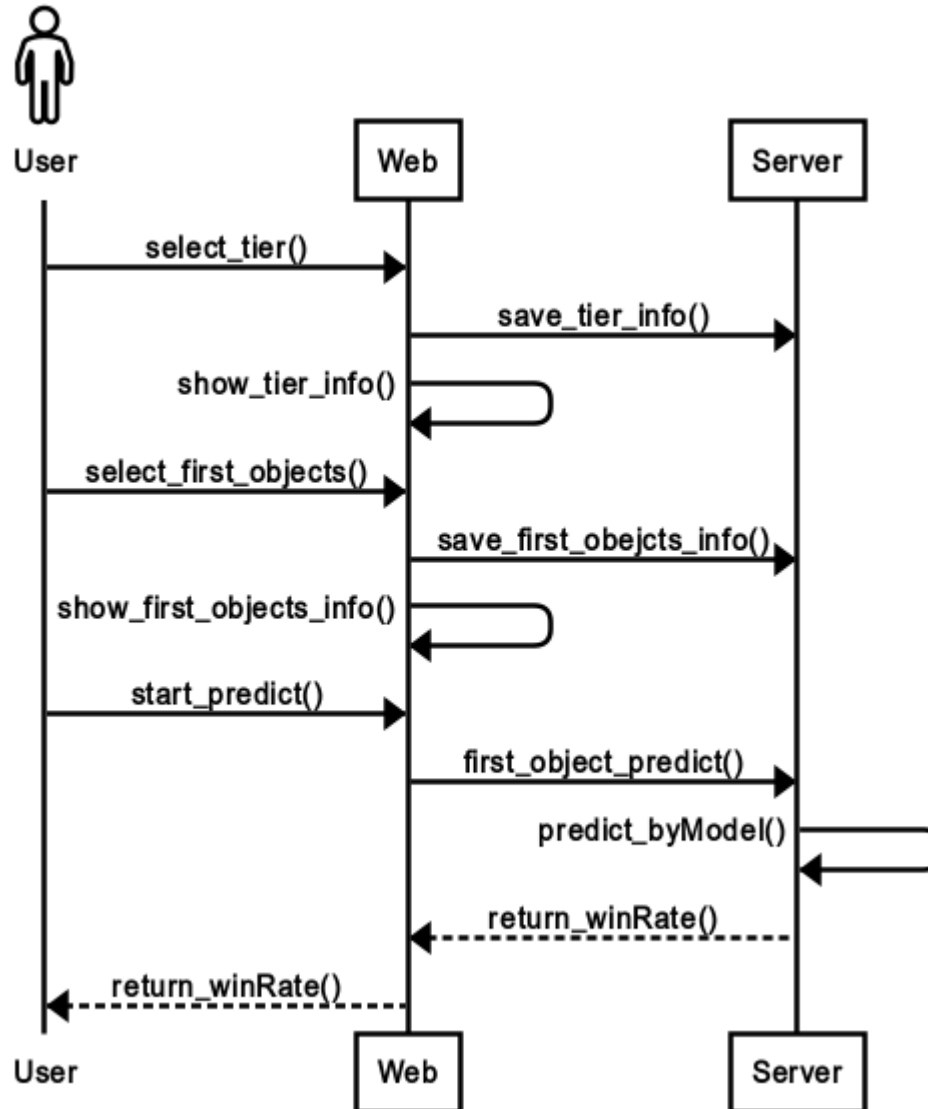 User
Web
Server
select_tier()
save_tier_info()
show_tier_info()
select_first_objects()
save_first_obejcts_info()
show_first_objects_info()
start_predict()
first_object_predict()
predict_byModel()
return_winRate()
return_winRate()
User
Web
Server